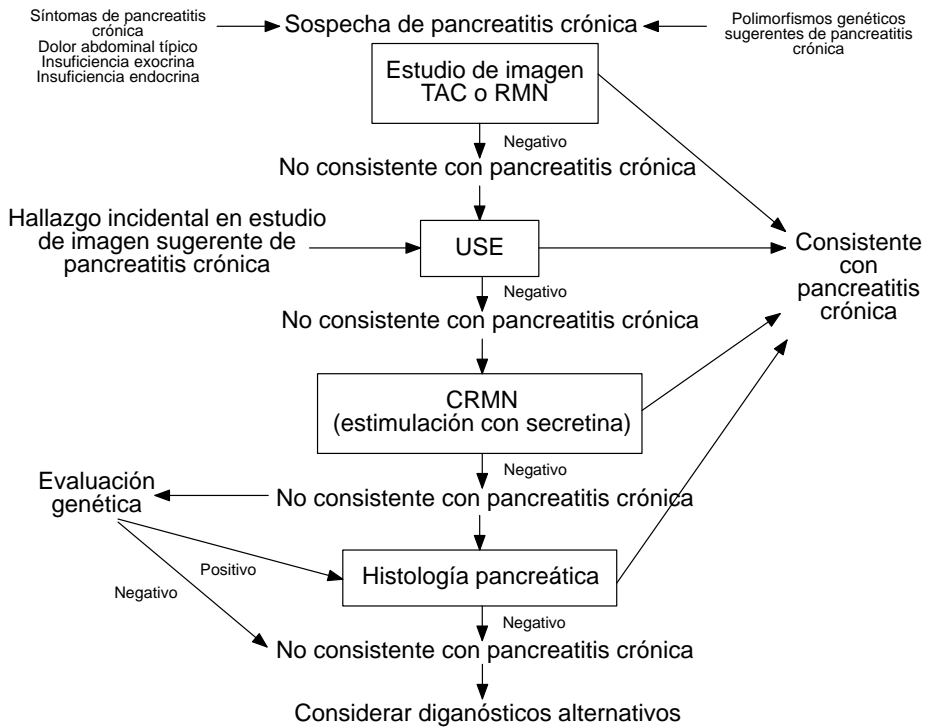 Síntomas de pancreatitis
crónica
Dolor abdominal típico
Insuficiencia exocrina
Insuficiencia endocrina
Sospecha de pancreatitis crónica
Polimorfismos genéticos
sugerentes de pancreatitis
crónica
Estudio de imagen
TAC o RMN
Negativo
No consistente con pancreatitis crónica
Hallazgo incidental en estudio
de imagen sugerente de
pancreatitis crónica
USE
Consistente
con
pancreatitis
crónica
Negativo
No consistente con pancreatitis crónica
CRMN
(estimulación con secretina)
Negativo
Evaluación
genética
No consistente con pancreatitis crónica
Positivo
Negativo
Histología pancreática
Negativo
No consistente con pancreatitis crónica
Considerar diganósticos alternativos